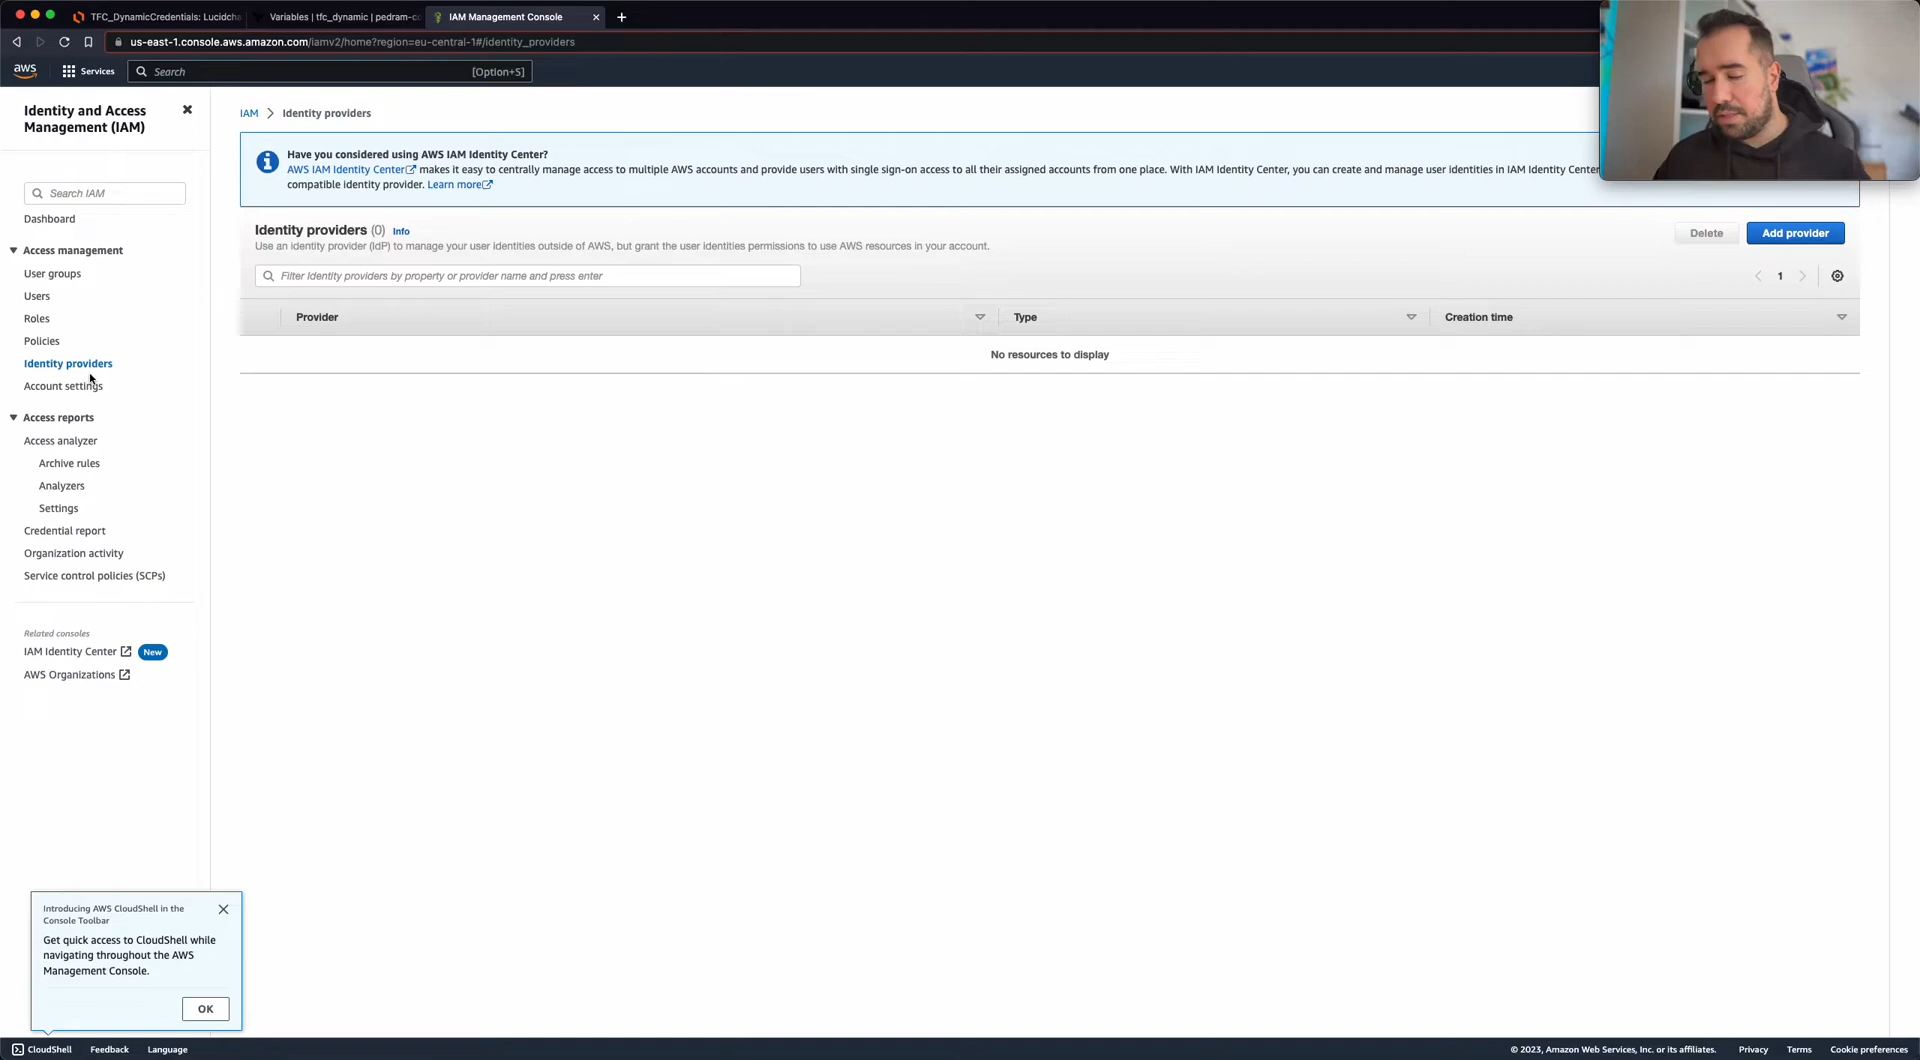 TFC_DynamicCredentials: Lucidcha
Variables | tfc_dynamic | pedram-co
IAM Management Console
us-east-1.console.aws.amazon.com/iamv2/home?region=eu-central-1#/identity_providers
aws
Services
Search
[Option+S]
Identity and Access
Management (IAM)
Search IAM
Dashboard
Access management
User groups
Users
Roles
Policies
Identity providers
Account settings
Access reports
Access analyzer
Archive rules
Analyzers
Settings
Credential report
Organization activity
Service control policies (SCPs)
Related consoles
IAM Identity Center New
AWS Organizations
IAM > Identity providers
Have you considered using AWS IAM Identity Center?
AWS IAM Identity Center makes it easy to centrally manage access to multiple AWS accounts and provide users with single sign-on access to all their assigned accounts from one place. With IAM Identity Center, you can create and manage user identities in IAM Identity Center
compatible identity provider. Learn more
Identity providers (0) Info
Use an identity provider (IdP) to manage your user identities outside of AWS, but grant the user identities permissions to use AWS resources in your account.
Delete
Add provider
Filter Identity providers by property or provider name and press enter
1
Provider
Type
Creation time
No resources to display
Introducing AWS CloudShell in the
Console Toolbar
Get quick access to CloudShell while
navigating throughout the AWS
Management Console.
OK
CloudShell
Feedback
Language
© 2023, Amazon Web Services, Inc. or its affiliates.
Privacy
Terms
Cookie preferences